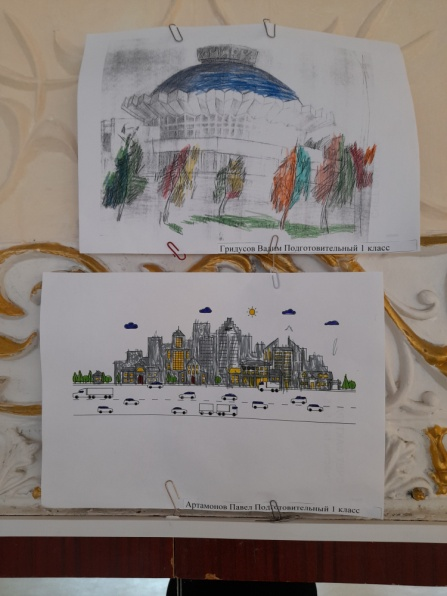 Гридусов Вадим Подготовительный 1 класс
Артамонов Павел Подготовительный 1 класс